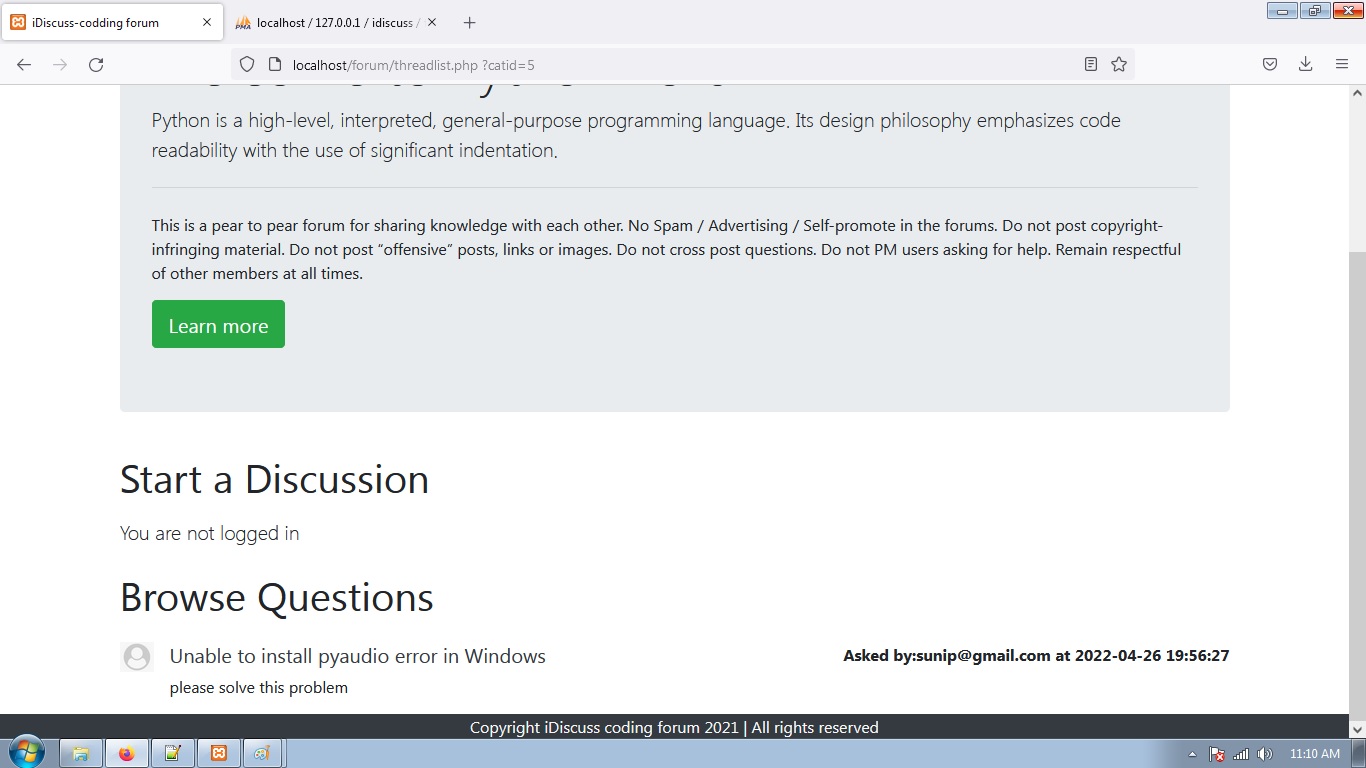 iDiscuss-codding forum
localhost / 127.0.0.1 / idiscuss /
localhost/forum/threadlist.php ?catid=5
Python is a high-level, interpreted, general-purpose programming language. Its design philosophy emphasizes code
readability with the use of significant indentation.
This is a pear to pear forum for sharing knowledge with each other. No Spam / Advertising / Self-promote in the forums. Do not post copyright-
infringing material. Do not post “offensive” posts, links or images. Do not cross post questions. Do not PM users asking for help. Remain respectful
of other members at all times.
Learn more
Start a Discussion
You are not logged in
Browse Questions
Unable to install pyaudio error in Windows
Asked by:sunip@gmail.com at 2022-04-26 19:56:27
please solve this problem
Copyright iDiscuss coding forum 2021 | All rights reserved
11:10 AM